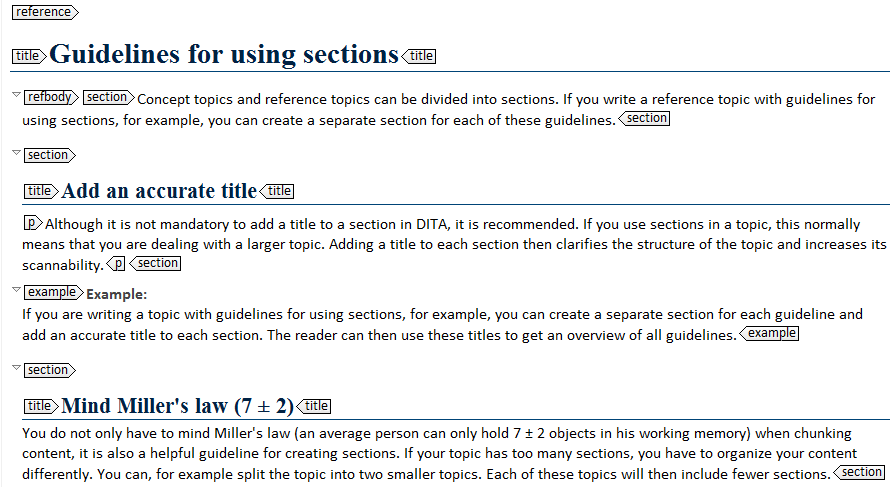 reference
title Guidelines for using sections title
refbody section Concept topics and reference topics can be divided into sections. If you write a reference topic with guidelines for
using sections, for example, you can create a separate section for each of these guidelines. section
section
title Add an accurate title title
p Although it is not mandatory to add a title to a section in DITA, it is recommended. If you use sections in a topic, this normally
means that you are dealing with a larger topic. Adding a title to each section then clarifies the structure of the topic and increases its
scannability. p section
example Example:
If you are writing a topic with guidelines for using sections, for example, you can create a separate section for each guideline and
add an accurate title to each section. The reader can then use these titles to get an overview of all guidelines. example
section
title Mind Miller's law (7 ± 2) title
You do not only have to mind Miller's law (an average person can only hold 7 ± 2 objects in his working memory) when chunking
content, it is also a helpful guideline for creating sections. If your topic has too many sections, you have to organize your content
differently. You can, for example split the topic into two smaller topics. Each of these topics will then include fewer sections. section